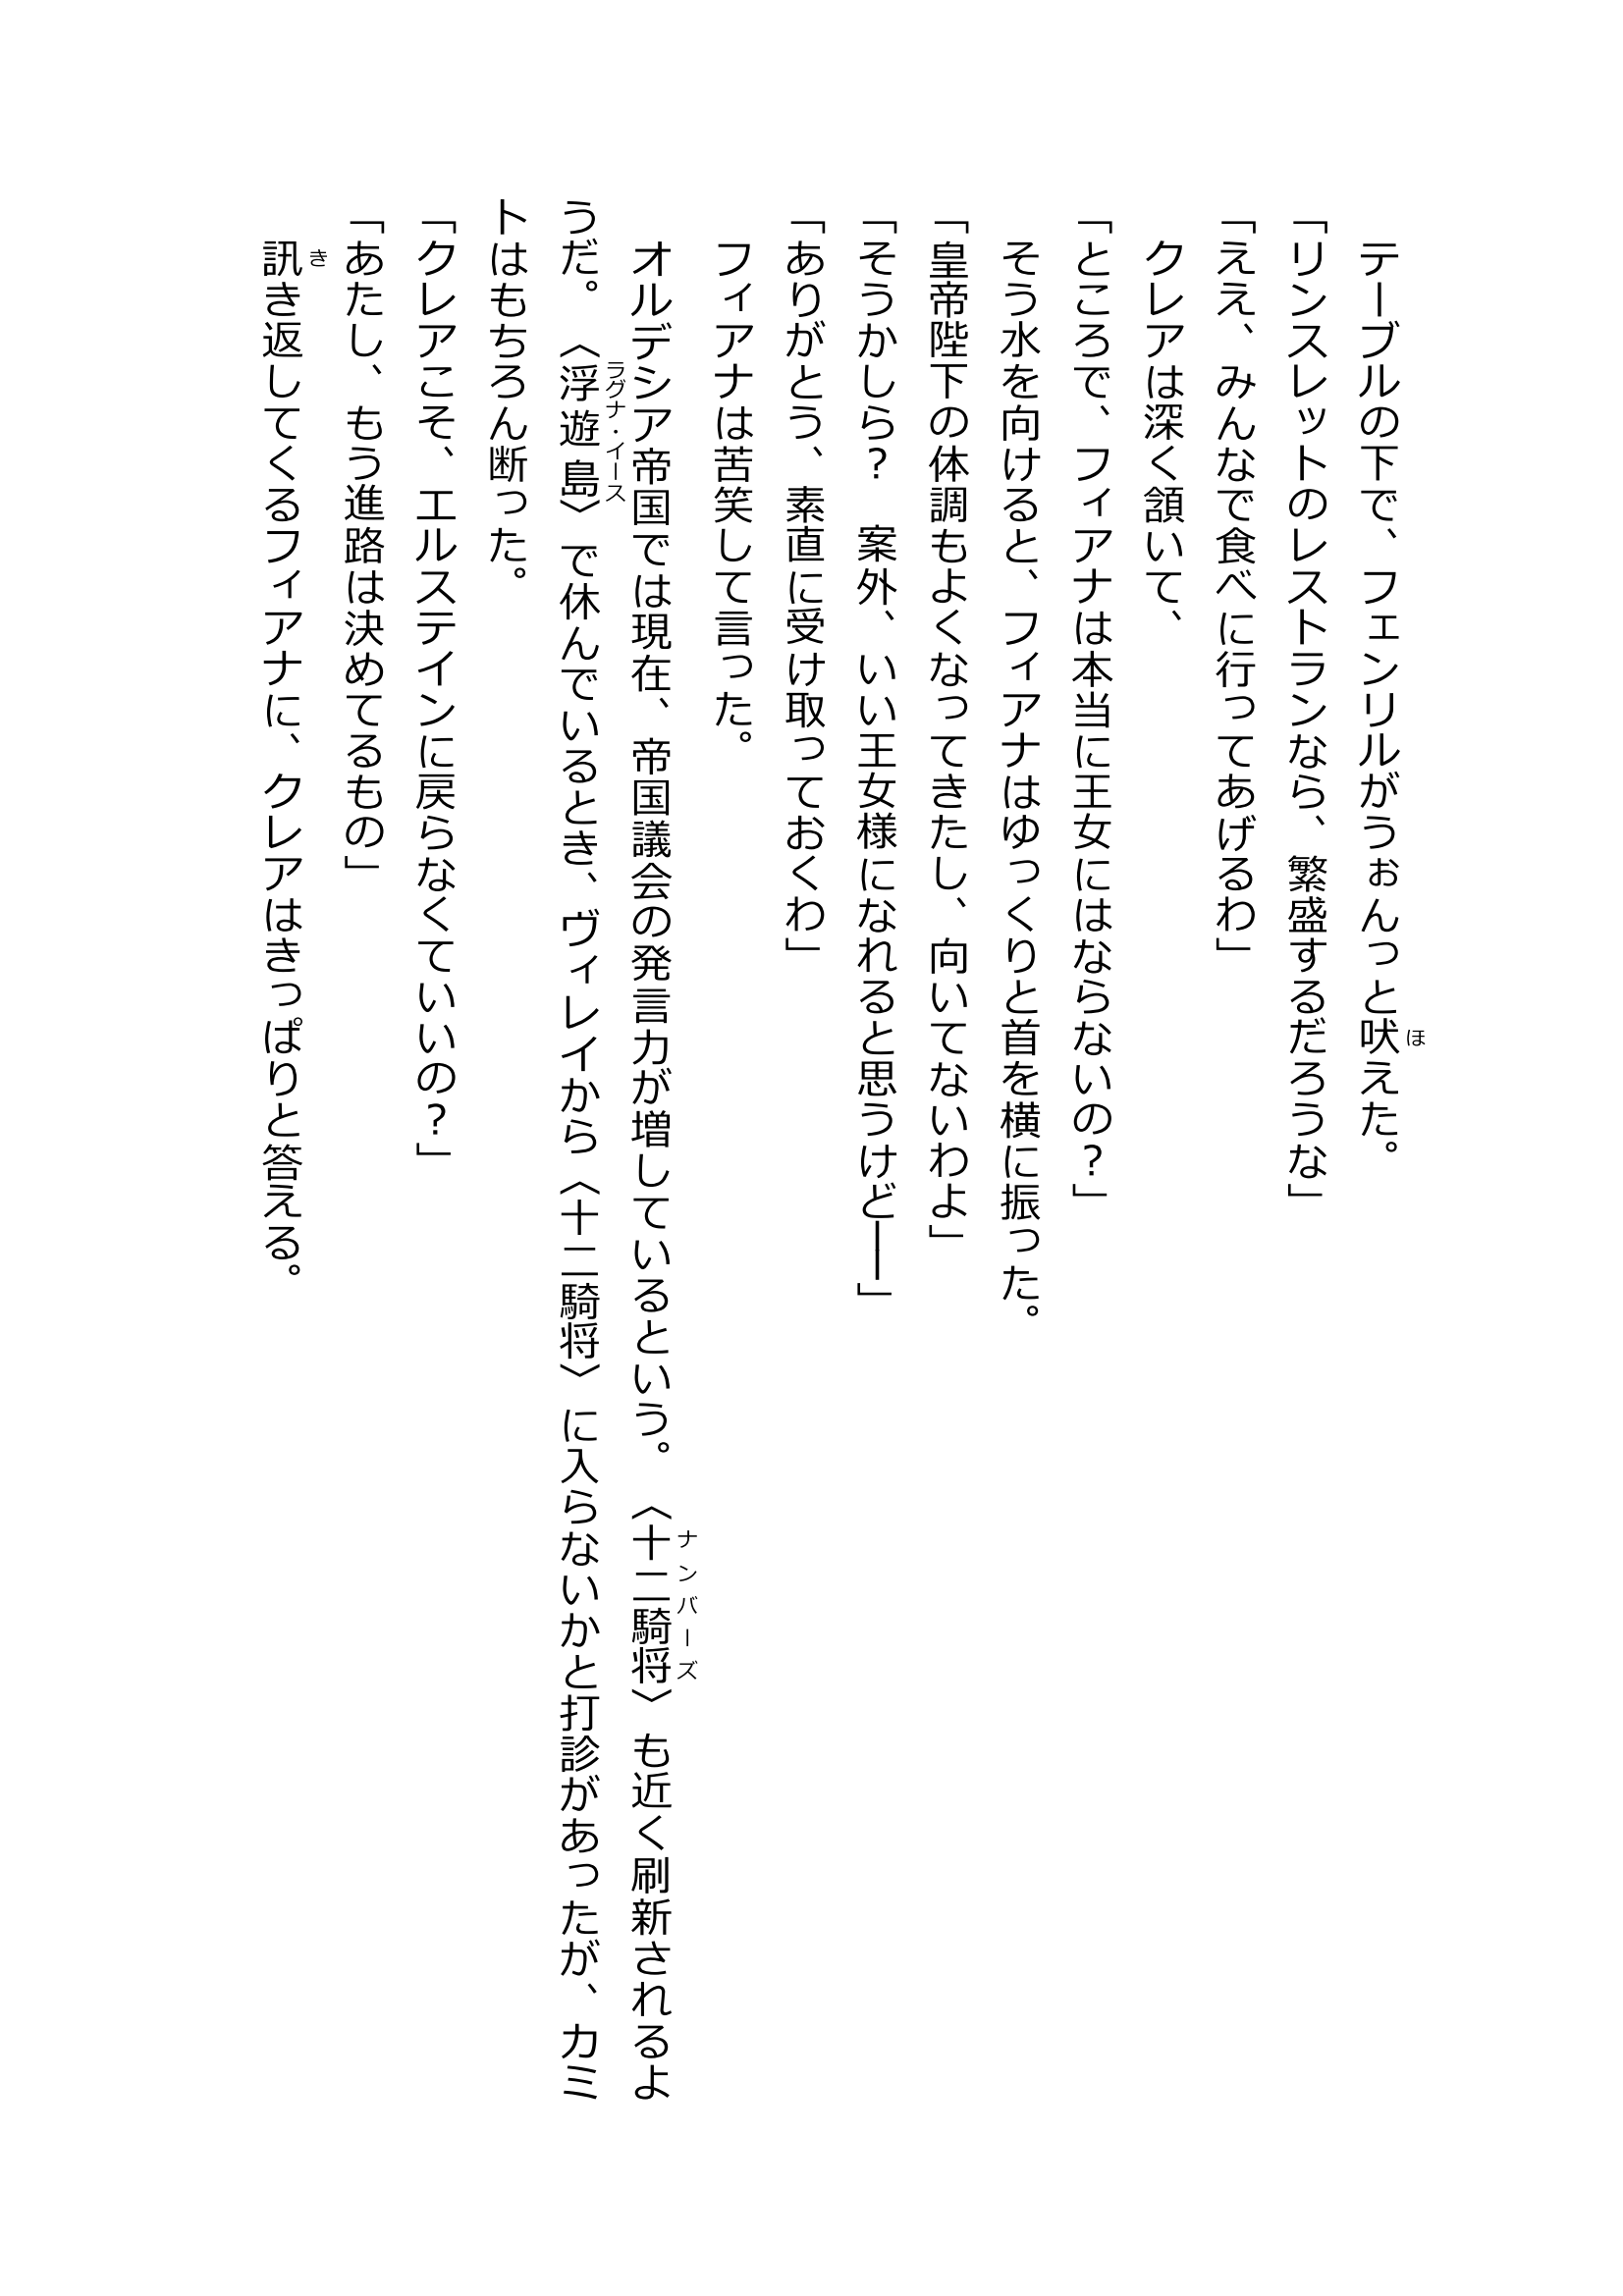 テーブルの下で、フェンリルがうぉんっと吠えた。
「リンスレットのレストランなら、繁盛するだろうな」
「ええ、みんなで食べに行ってあげるわ」
　クレアは深く頷いて、
「ところで、フィアナは本当に王女にはならないの？」
　そう水を向けると、フィアナはゆっくりと首を横に振った。
「皇帝陛下の体調もよくなってきたし、向いてないわよ」
「そうかしら？　案外、いい王女様になれると思うけど――」
「ありがとう、素直に受け取っておくわ」
　フィアナは苦笑して言った。
　オルデシア帝国では現在、帝国議会の発言力が増しているという。〈十二騎将〉も近く刷新されるよ
うだ。〈浮遊島〉で休んでいるとき、ヴィレイから〈十二騎将〉に入らないかと打診があったが、カミ
トはもちろん断った。
「クレアこそ、エルステインに戻らなくていいの？」
「あたし、もう進路は決めてるもの」
　訊き返してくるフィアナに、クレアはきっぱりと答える。
ほ
ナンバーズ
ラグナ・イース
き